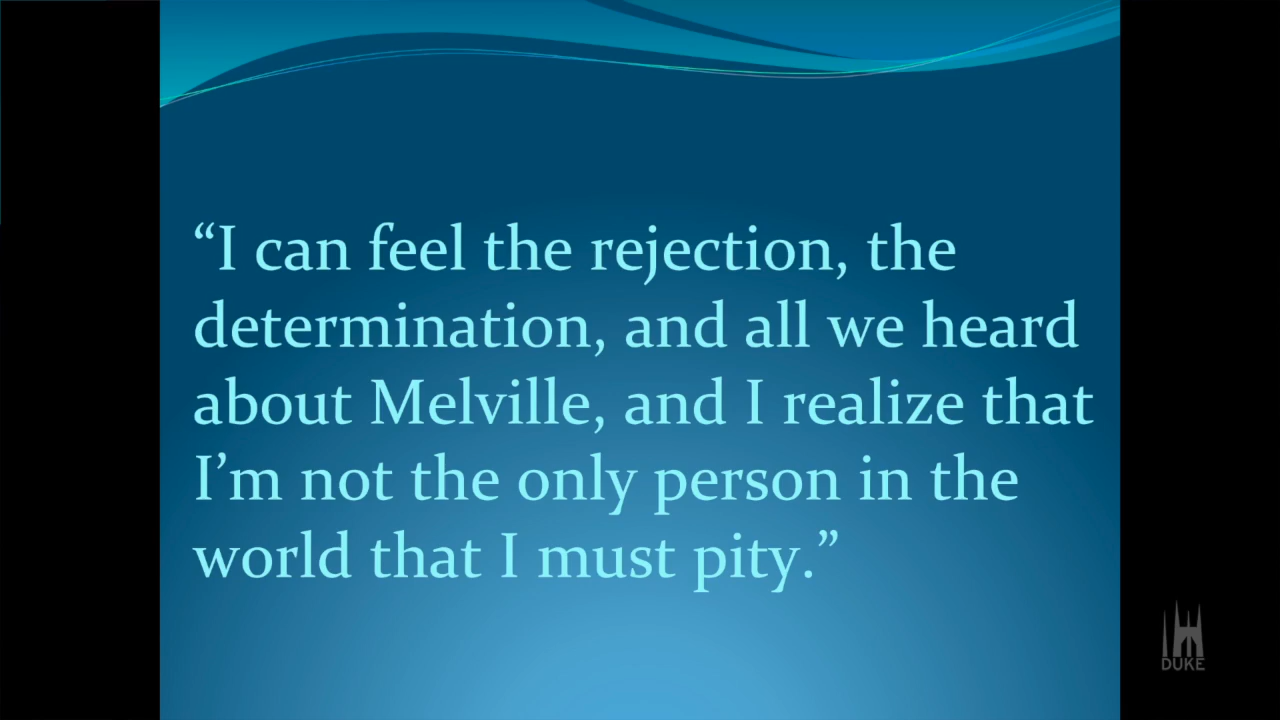 “I can feel the rejection, the
determination, and all we heard
about Melville, and I realize that
I’m not the only person in the
world that I must pity.”
DUKE